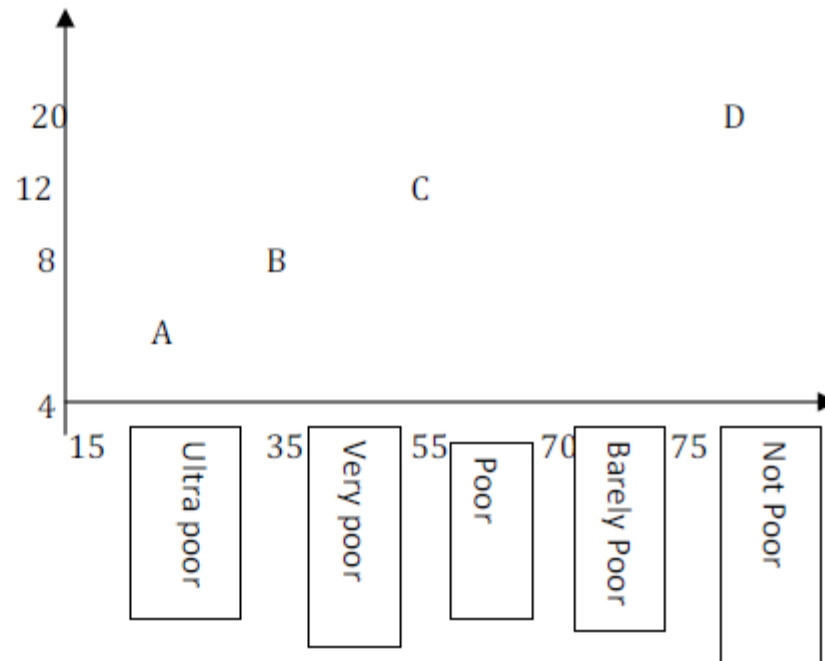 20
D
12
C
8
B
A
4
15
Ultra poor
35
Very poor
55
Poor
70
Barely Poor
75
Not Poor